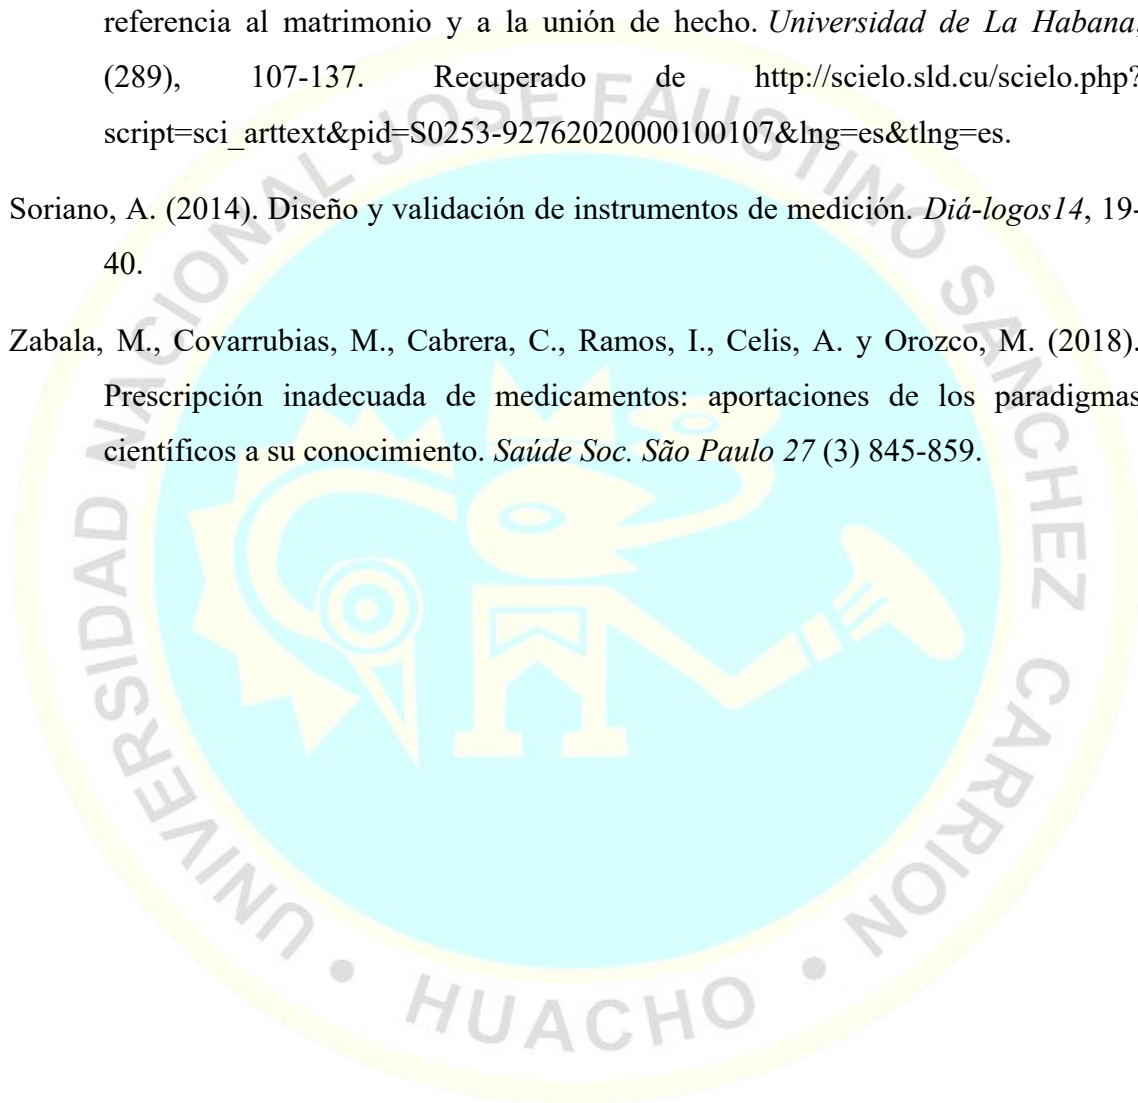 referencia al matrimonio y a la unión de hecho. Universidad de La Habana,
(289), 107-137. Recuperado de http://scielo.sld.cu/scielo.php?
script=sci_arttext&pid=S0253-92762020000100107&lng=es&tlng=es.
Soriano, A. (2014). Diseño y validación de instrumentos de medición. Diá-logos14, 19-
40.
Zabala, M., Covarrubias, M., Cabrera, C., Ramos, I., Celis, A. y Orozco, M. (2018).
Prescripción inadecuada de medicamentos: aportaciones de los paradigmas
científicos a su conocimiento. Saúde Soc. São Paulo 27 (3) 845-859.
UNIVERSIDAD NACIONAL JOSE FAUSTINO SANCHEZ CARRION • HUACHO •